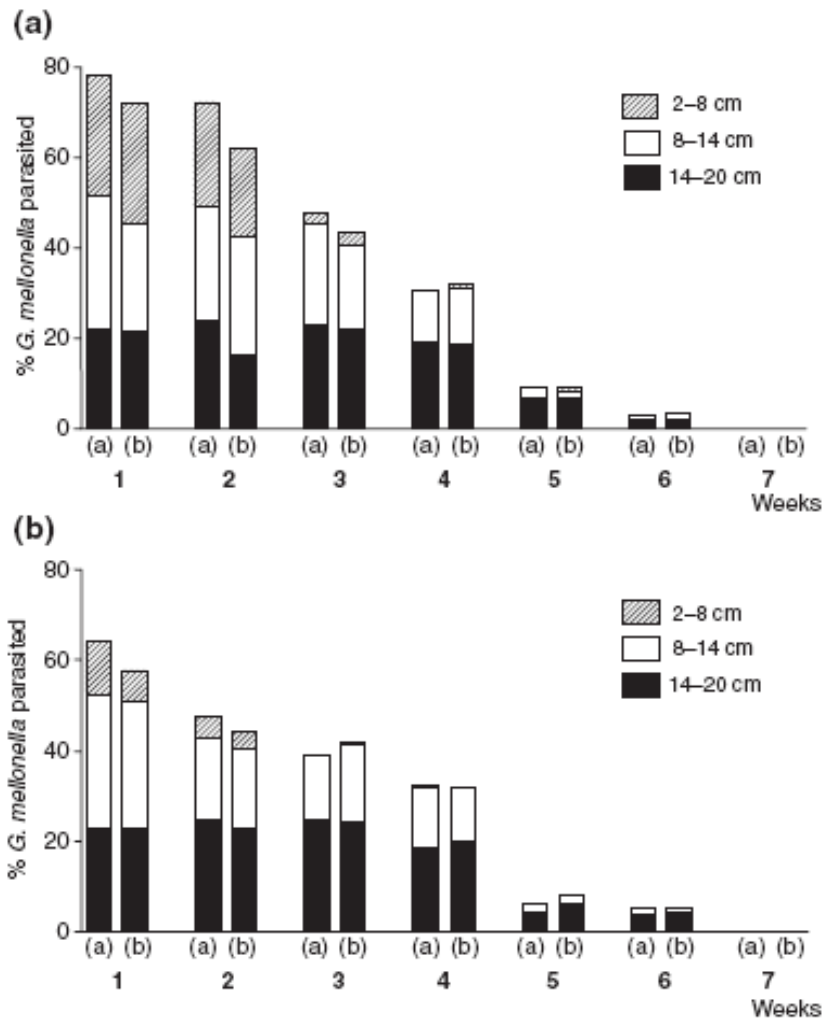 (a)
80
60
40
20
0
% G. mellonella parasited
2–8 cm
8–14 cm
14–20 cm
(a) (b) (a) (b) (a) (b) (a) (b) (a) (b) (a) (b) (a) (b)
1 2 3 4 5 6 7
Weeks
(b)
80
60
40
20
0
% G. mellonella parasited
2–8 cm
8–14 cm
14–20 cm
(a) (b) (a) (b) (a) (b) (a) (b) (a) (b) (a) (b) (a) (b)
1 2 3 4 5 6 7
Weeks